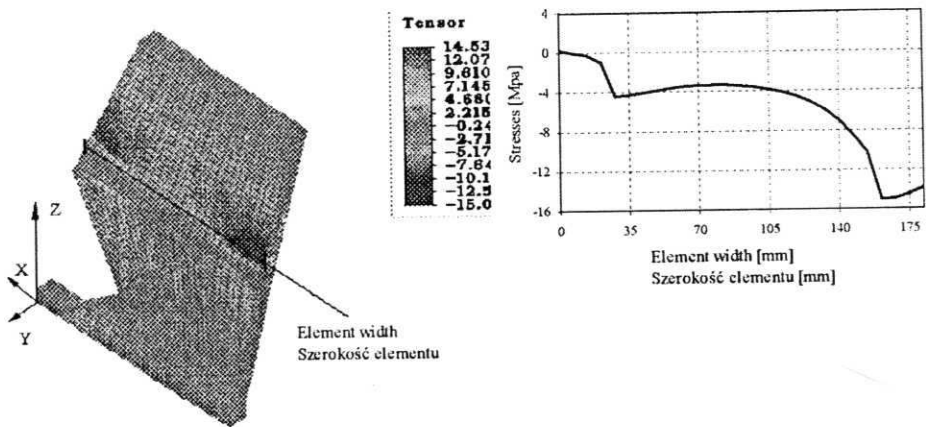 Z
X
Y
Element width
Szerokość elementu
Tensor
14.53
12.07
9.610
7.145
4.680
2.215
-0.24
-2.71
-5.17
-7.64
-10.1
-12.5
-15.0
Stresses [Mpa]
4
0
-4
-8
-12
-16
0
35
70
105
140
175
Element width [mm]
Szerokość elementu [mm]